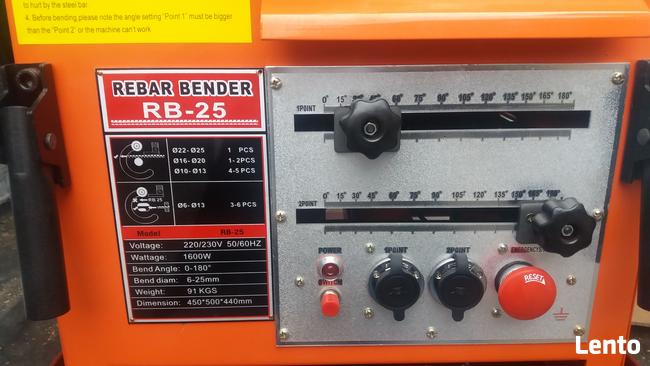 to hurt by the steel bar.
4. Before bending,please note the angle setting "Point 1" must be bigger
than the"Point 2" or the machine can't work
REBAR BENDER
RB-25
Ø22-Ø25 1 PCS
Ø16-Ø20 1-2PCS
Ø10-Ø13 4-5 PCS
RB 25
Ø6-Ø13 3-6 PCS
Model RB-25
Voltage: 220/230V 50/60HZ
Wattage: 1600W
Bend Angle: 0-180°
Bend diam: 6-25mm
Weight: 91 KGS
Dimension: 450*500*440mm
1POINT 0° 15° 60° 75° 90° 105° 120° 135° 150° 165° 180°
2POINT 0° 15° 30° 45° 60° 75° 90° 105° 120° 135° 150° 165° 180°
POWER 1POINT 2POINT EMERGENCYS
SWITCH
RESET
Lento